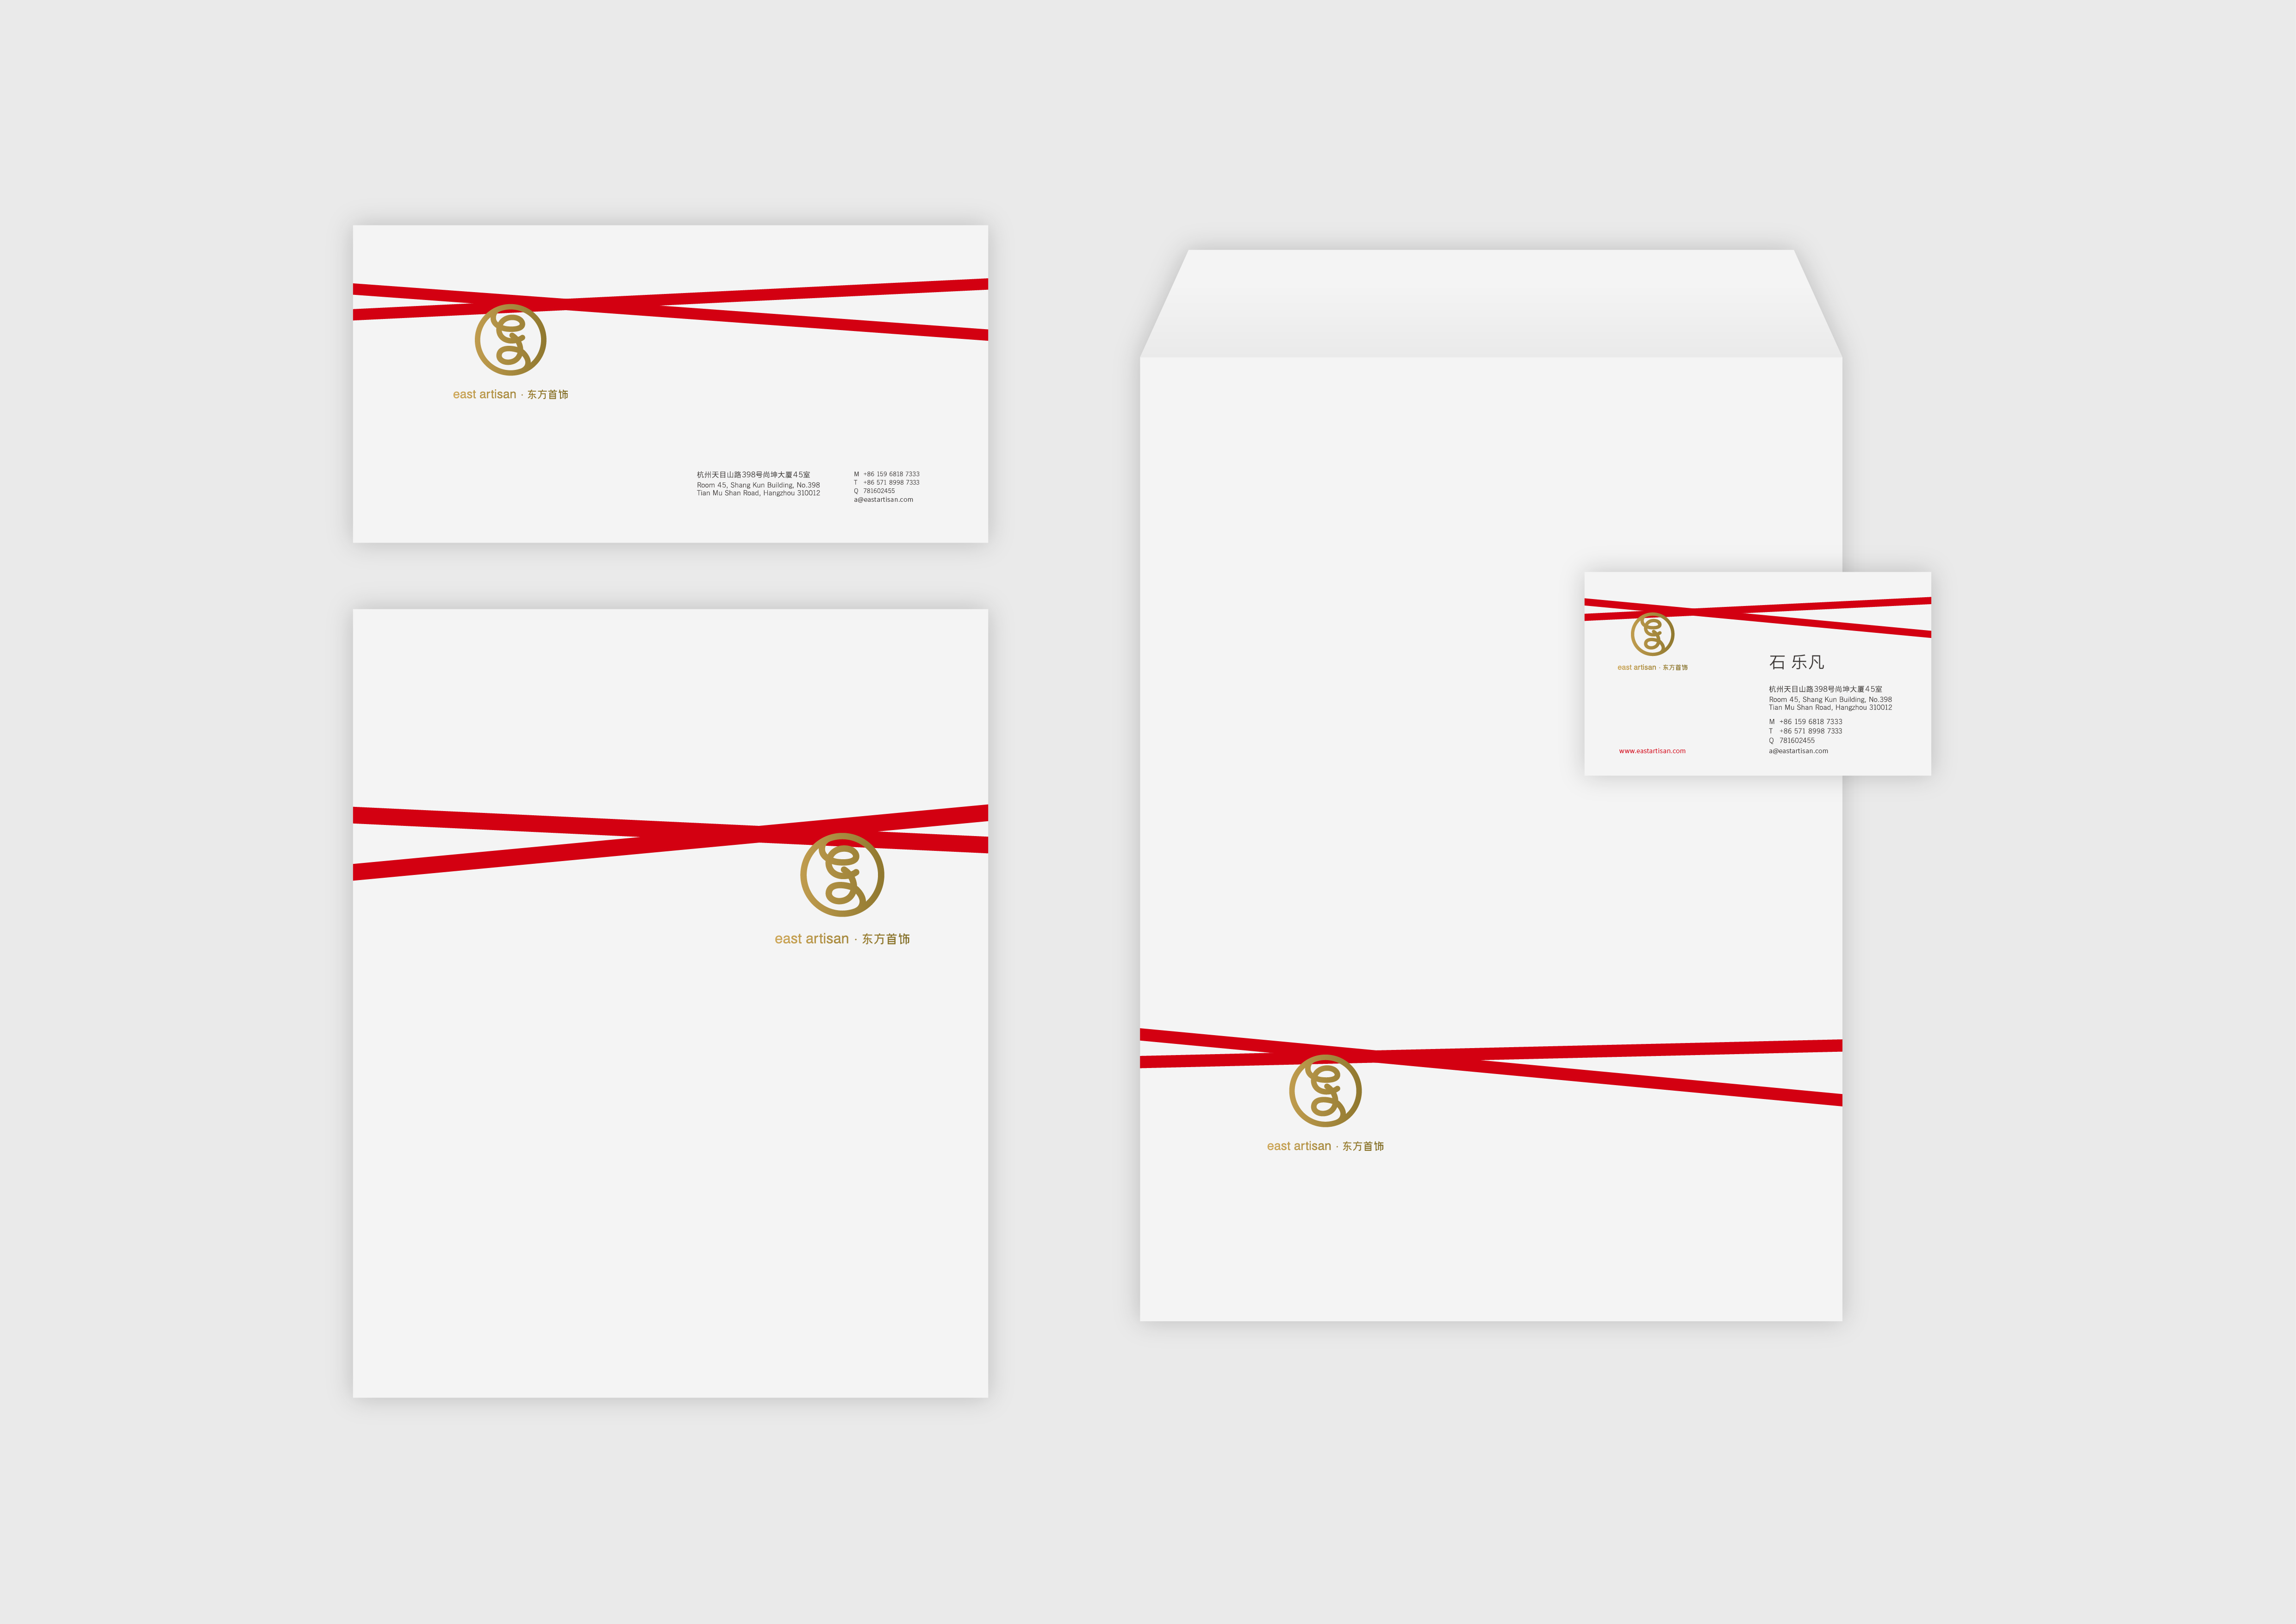 east artisan · 东方首饰
杭州天目山路398号尚坤大厦45室
Room 45, Shang Kun Building, No.398
Tian Mu Shan Road, Hangzhou 310012
M +86 159 6818 7333
T +86 571 8998 7333
Q 781602455
a@eastartisan.com
east artisan · 东方首饰
east artisan · 东方首饰
石 乐凡
杭州天目山路398号尚坤大厦45室
Room 45, Shang Kun Building, No.398
Tian Mu Shan Road, Hangzhou 310012
M +86 159 6818 7333
T +86 571 8998 7333
Q 781602455
www.eastartisan.com
a@eastartisan.com
east artisan · 东方首饰